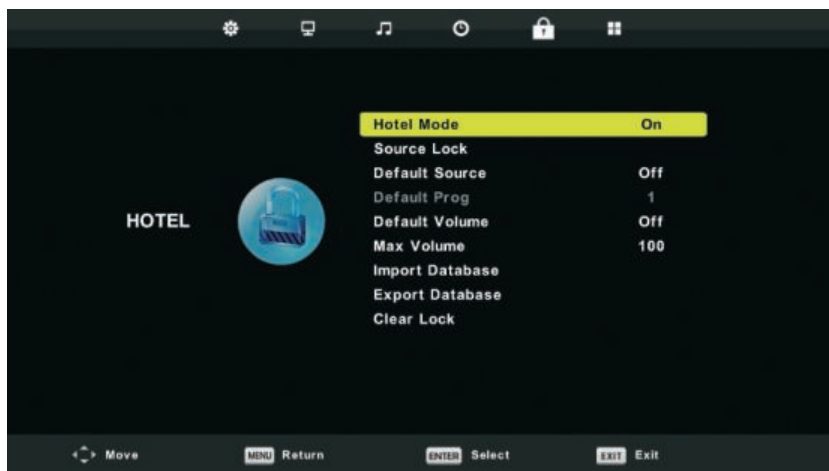 Hotel Mode On
Source Lock
Default Source Off
Default Prog 1
HOTEL
Default Volume Off
Max Volume 100
Import Database
Export Database
Clear Lock
Move MENU Return ENTER Select EXIT Exit